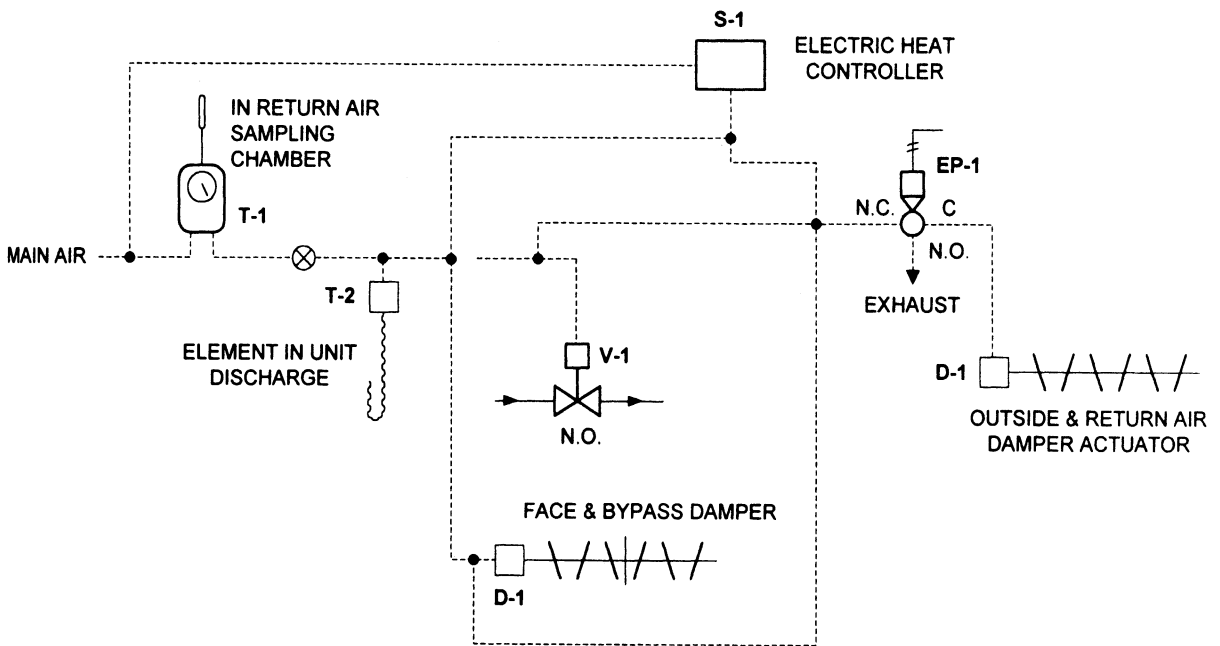 S-1
ELECTRIC HEAT
CONTROLLER
IN RETURN AIR
SAMPLING
CHAMBER
T-1
EP-1
N.C.
C
N.O.
MAIN AIR
EXHAUST
T-2
ELEMENT IN UNIT
DISCHARGE
V-1
N.O.
D-1
OUTSIDE & RETURN AIR
DAMPER ACTUATOR
FACE & BYPASS DAMPER
D-1